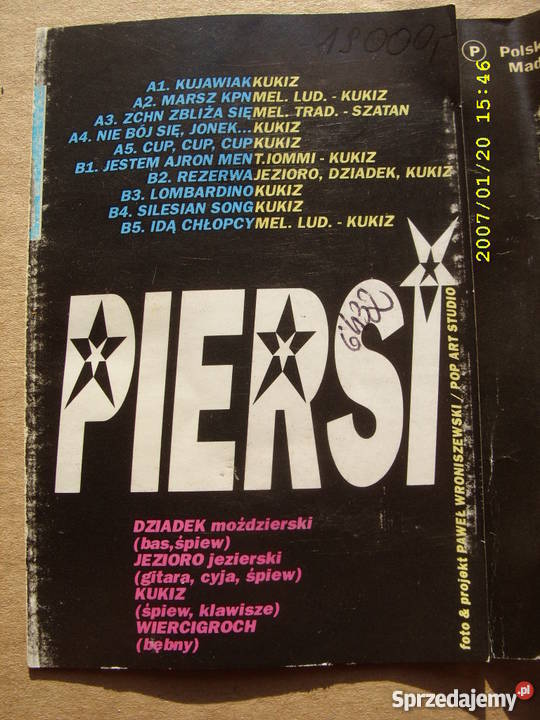 18000,-
A1. KUJAWIAK KUKIZ
A2. MARSZ KPN MEL. LUD. - KUKIZ
A3. ZCHN ZBLIŻA SIĘ MEL. TRAD. - SZATAN
A4. NIE BÓJ SIĘ, JONEK... KUKIZ
A5. CUP, CUP, CUP KUKIZ
B1. JESTEM AJRON MEN T.IOMMI - KUKIZ
B2. REZERWA JEZIORO, DZIADEK, KUKIZ
B3. LOMBARDINO KUKIZ
B4. SILESIAN SONG KUKIZ
B5. IDĄ CHŁOPCY MEL. LUD. - KUKIZ
PIERSI
DZIADEK moździerski
(bas,śpiew)
JEZIORO jezierski
(gitara, cyja, śpiew)
KUKIZ
(śpiew, klawisze)
WIERCIGROCH
(bębny)
foto & projekt PAWEŁ WRONISZEWSKI / POP ART STUDIO
P Polsk
Mad
2007/01/20 15:46
Sprzedajemy.pl